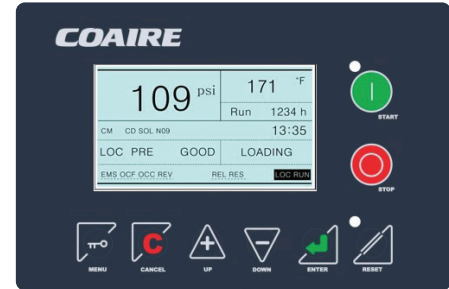 COAIRE
109 psi
171 °F
Run 1234 h
CM CD SOL N09 13:35
LOC PRE GOOD LOADING
EMS OCF OCC REV REL RES LOC RUN
START
STOP
C
MENU CANCEL UP DOWN ENTER RESET